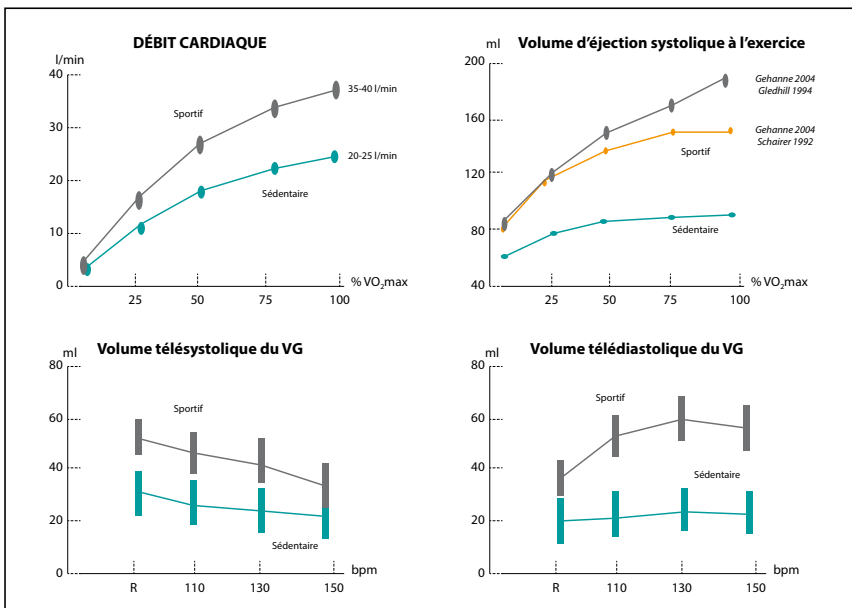 DÉBIT CARDIAQUE
l/min
40
30
20
10
0
35-40 l/min
Sportif
20-25 l/min
Sédentaire
25
50
75
100
% VO₂max
Volume d'éjection systolique à l'exercice
ml
200
160
120
80
40
Gehanne 2004
Gledhill 1994
Gehanne 2004
Schairer 1992
Sportif
Sédentaire
25
50
75
100
% VO₂max
Volume télésystolique du VG
ml
80
60
40
20
0
Sportif
Sédentaire
R
110
130
150
bpm
Volume télédiastolique du VG
ml
80
60
40
20
0
Sportif
Sédentaire
R
110
130
150
bpm